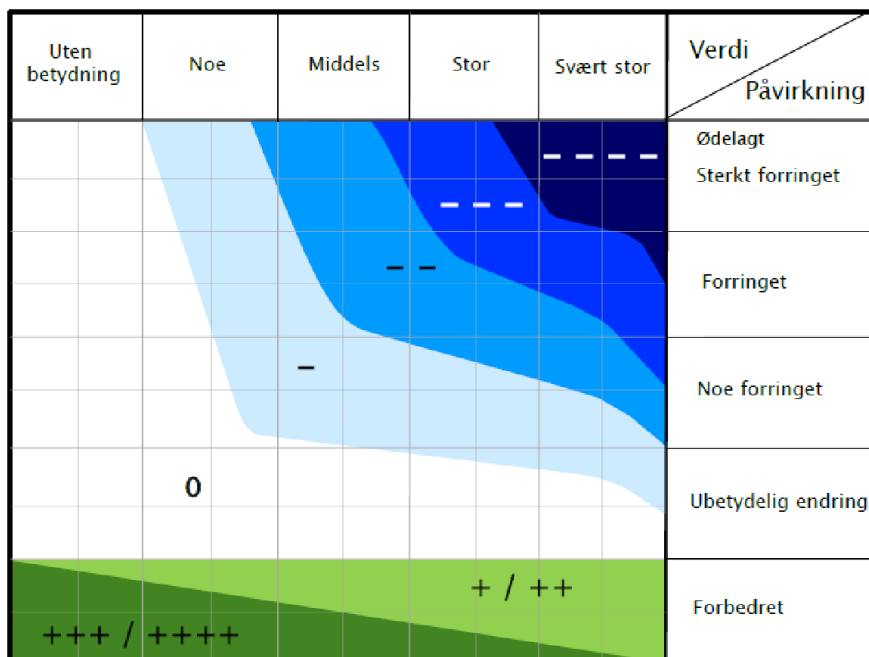 Uten
betydning
Noe
Middels
Stor
Svært stor
Verdi
Påvirkning
Ødelagt
Sterkt forringet
– – – –
– – –
Forringet
– –
Noe forringet
–
Ubetydelig endring
0
Forbedret
+ / ++
+++ / ++++